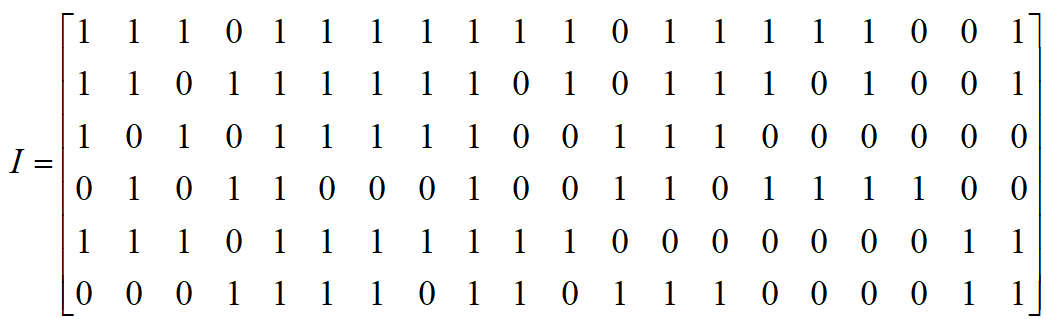 1 1 1 0 1 1 1 1 1 1 1 0 1 1 1 1 1 0 0 1
1 1 0 1 1 1 1 1 1 0 1 0 1 1 1 0 1 0 0 1
1 0 1 0 1 1 1 1 1 0 0 1 1 1 0 0 0 0 0 0
I =
0 1 0 1 1 0 0 0 1 0 0 1 1 0 1 1 1 1 0 0
1 1 1 0 1 1 1 1 1 1 1 0 0 0 0 0 0 0 1 1
0 0 0 1 1 1 1 0 1 1 0 1 1 1 0 0 0 0 1 1